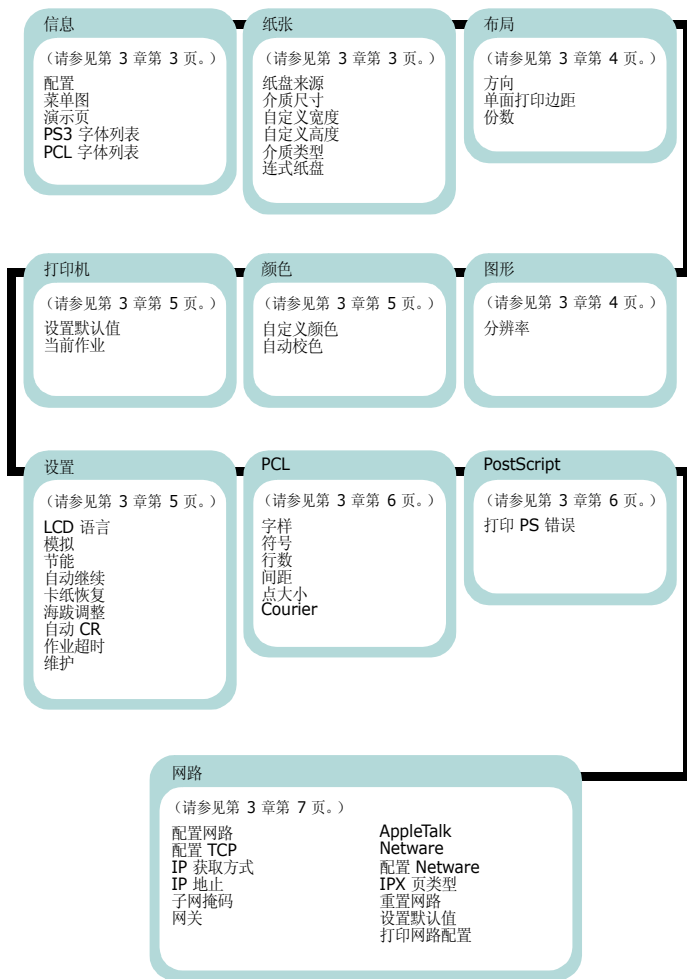 信息
（请参见第 3 章第 3 页。）
配置
菜单图
演示页
PS3 字体列表
PCL 字体列表
纸张
（请参见第 3 章第 3 页。）
纸盘来源
介质尺寸
自定义宽度
自定义高度
介质类型
连式纸盘
布局
（请参见第 3 章第 4 页。）
方向
单面打印边距
份数
打印机
（请参见第 3 章第 5 页。）
设置默认值
当前作业
颜色
（请参见第 3 章第 5 页。）
自定义颜色
自动校色
图形
（请参见第 3 章第 4 页。）
分辨率
设置
（请参见第 3 章第 5 页。）
LCD 语言
模拟
节能
自动继续
卡纸恢复
海跋调整
自动 CR
作业超时
维护
PCL
（请参见第 3 章第 6 页。）
字样
符号
行数
间距
点大小
Courier
PostScript
（请参见第 3 章第 6 页。）
打印 PS 错误
网路
（请参见第 3 章第 7 页。）
配置网路
配置 TCP
IP 获取方式
IP 地止
子网掩码
网关
AppleTalk
Netware
配置 Netware
IPX 页类型
重置网路
设置默认值
打印网路配置